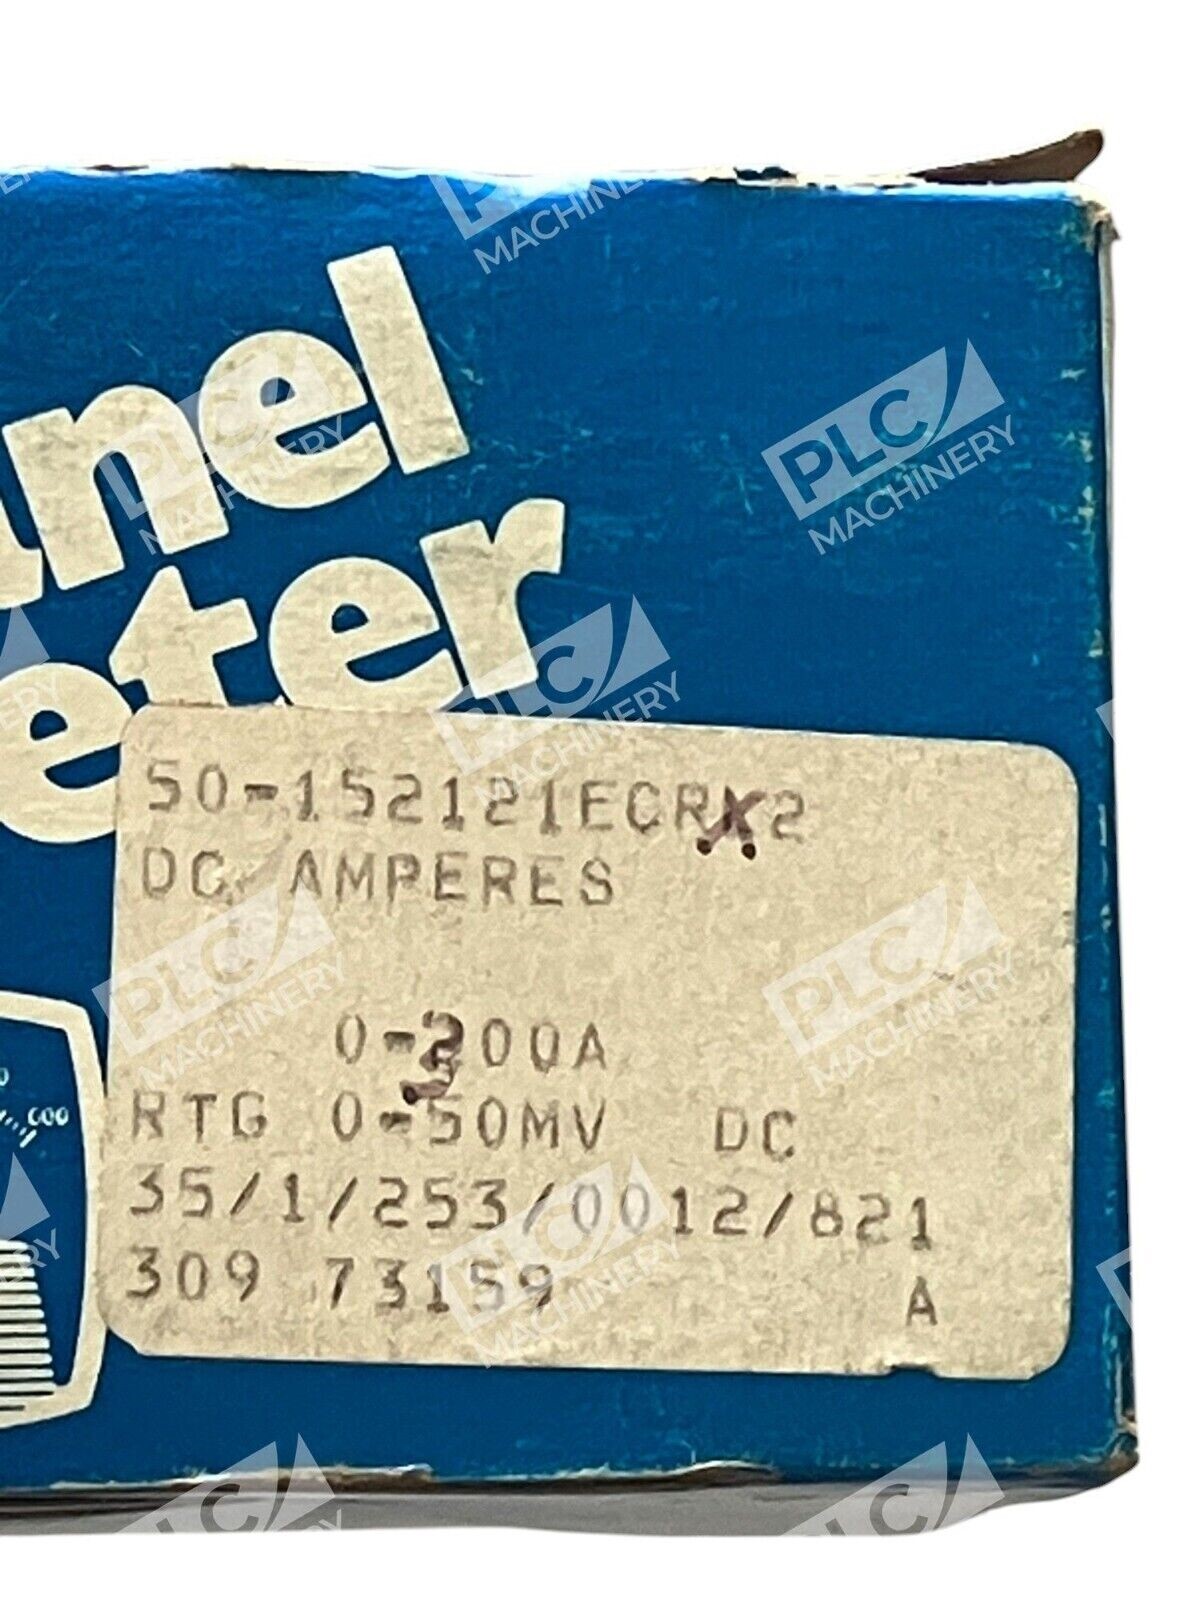 anel
eter
50-152121ECRX2
DC AMPERES
0-200A
RTG 0-50MV DC
35/1/253/0012/821
309 73159 A
600
PLC MACHINERY